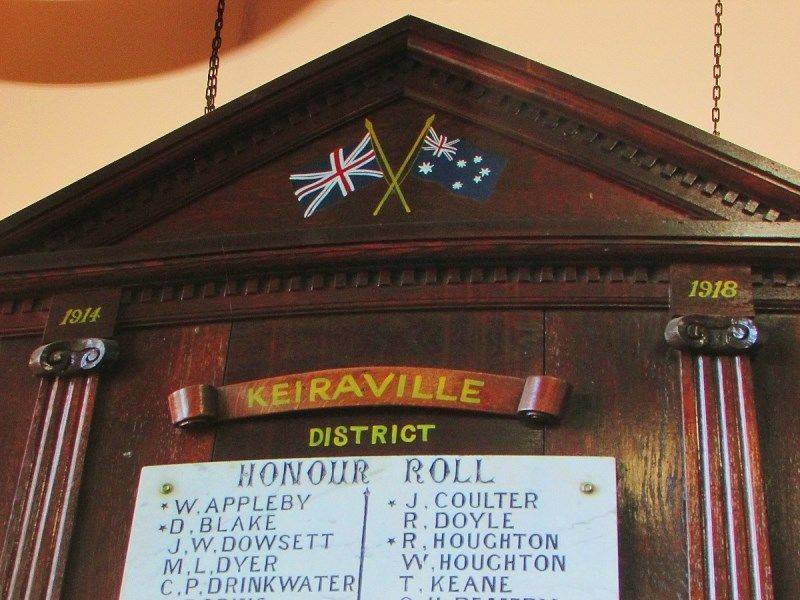 1914
1918
KEIRAVILLE
DISTRICT
HONOUR ROLL
* W. APPLEBY
* D. BLAKE
J. W. DOWSETT
M. L. DYER
C. P. DRINKWATER
* J. COULTER
R. DOYLE
* R. HOUGHTON
W. HOUGHTON
T. KEANE